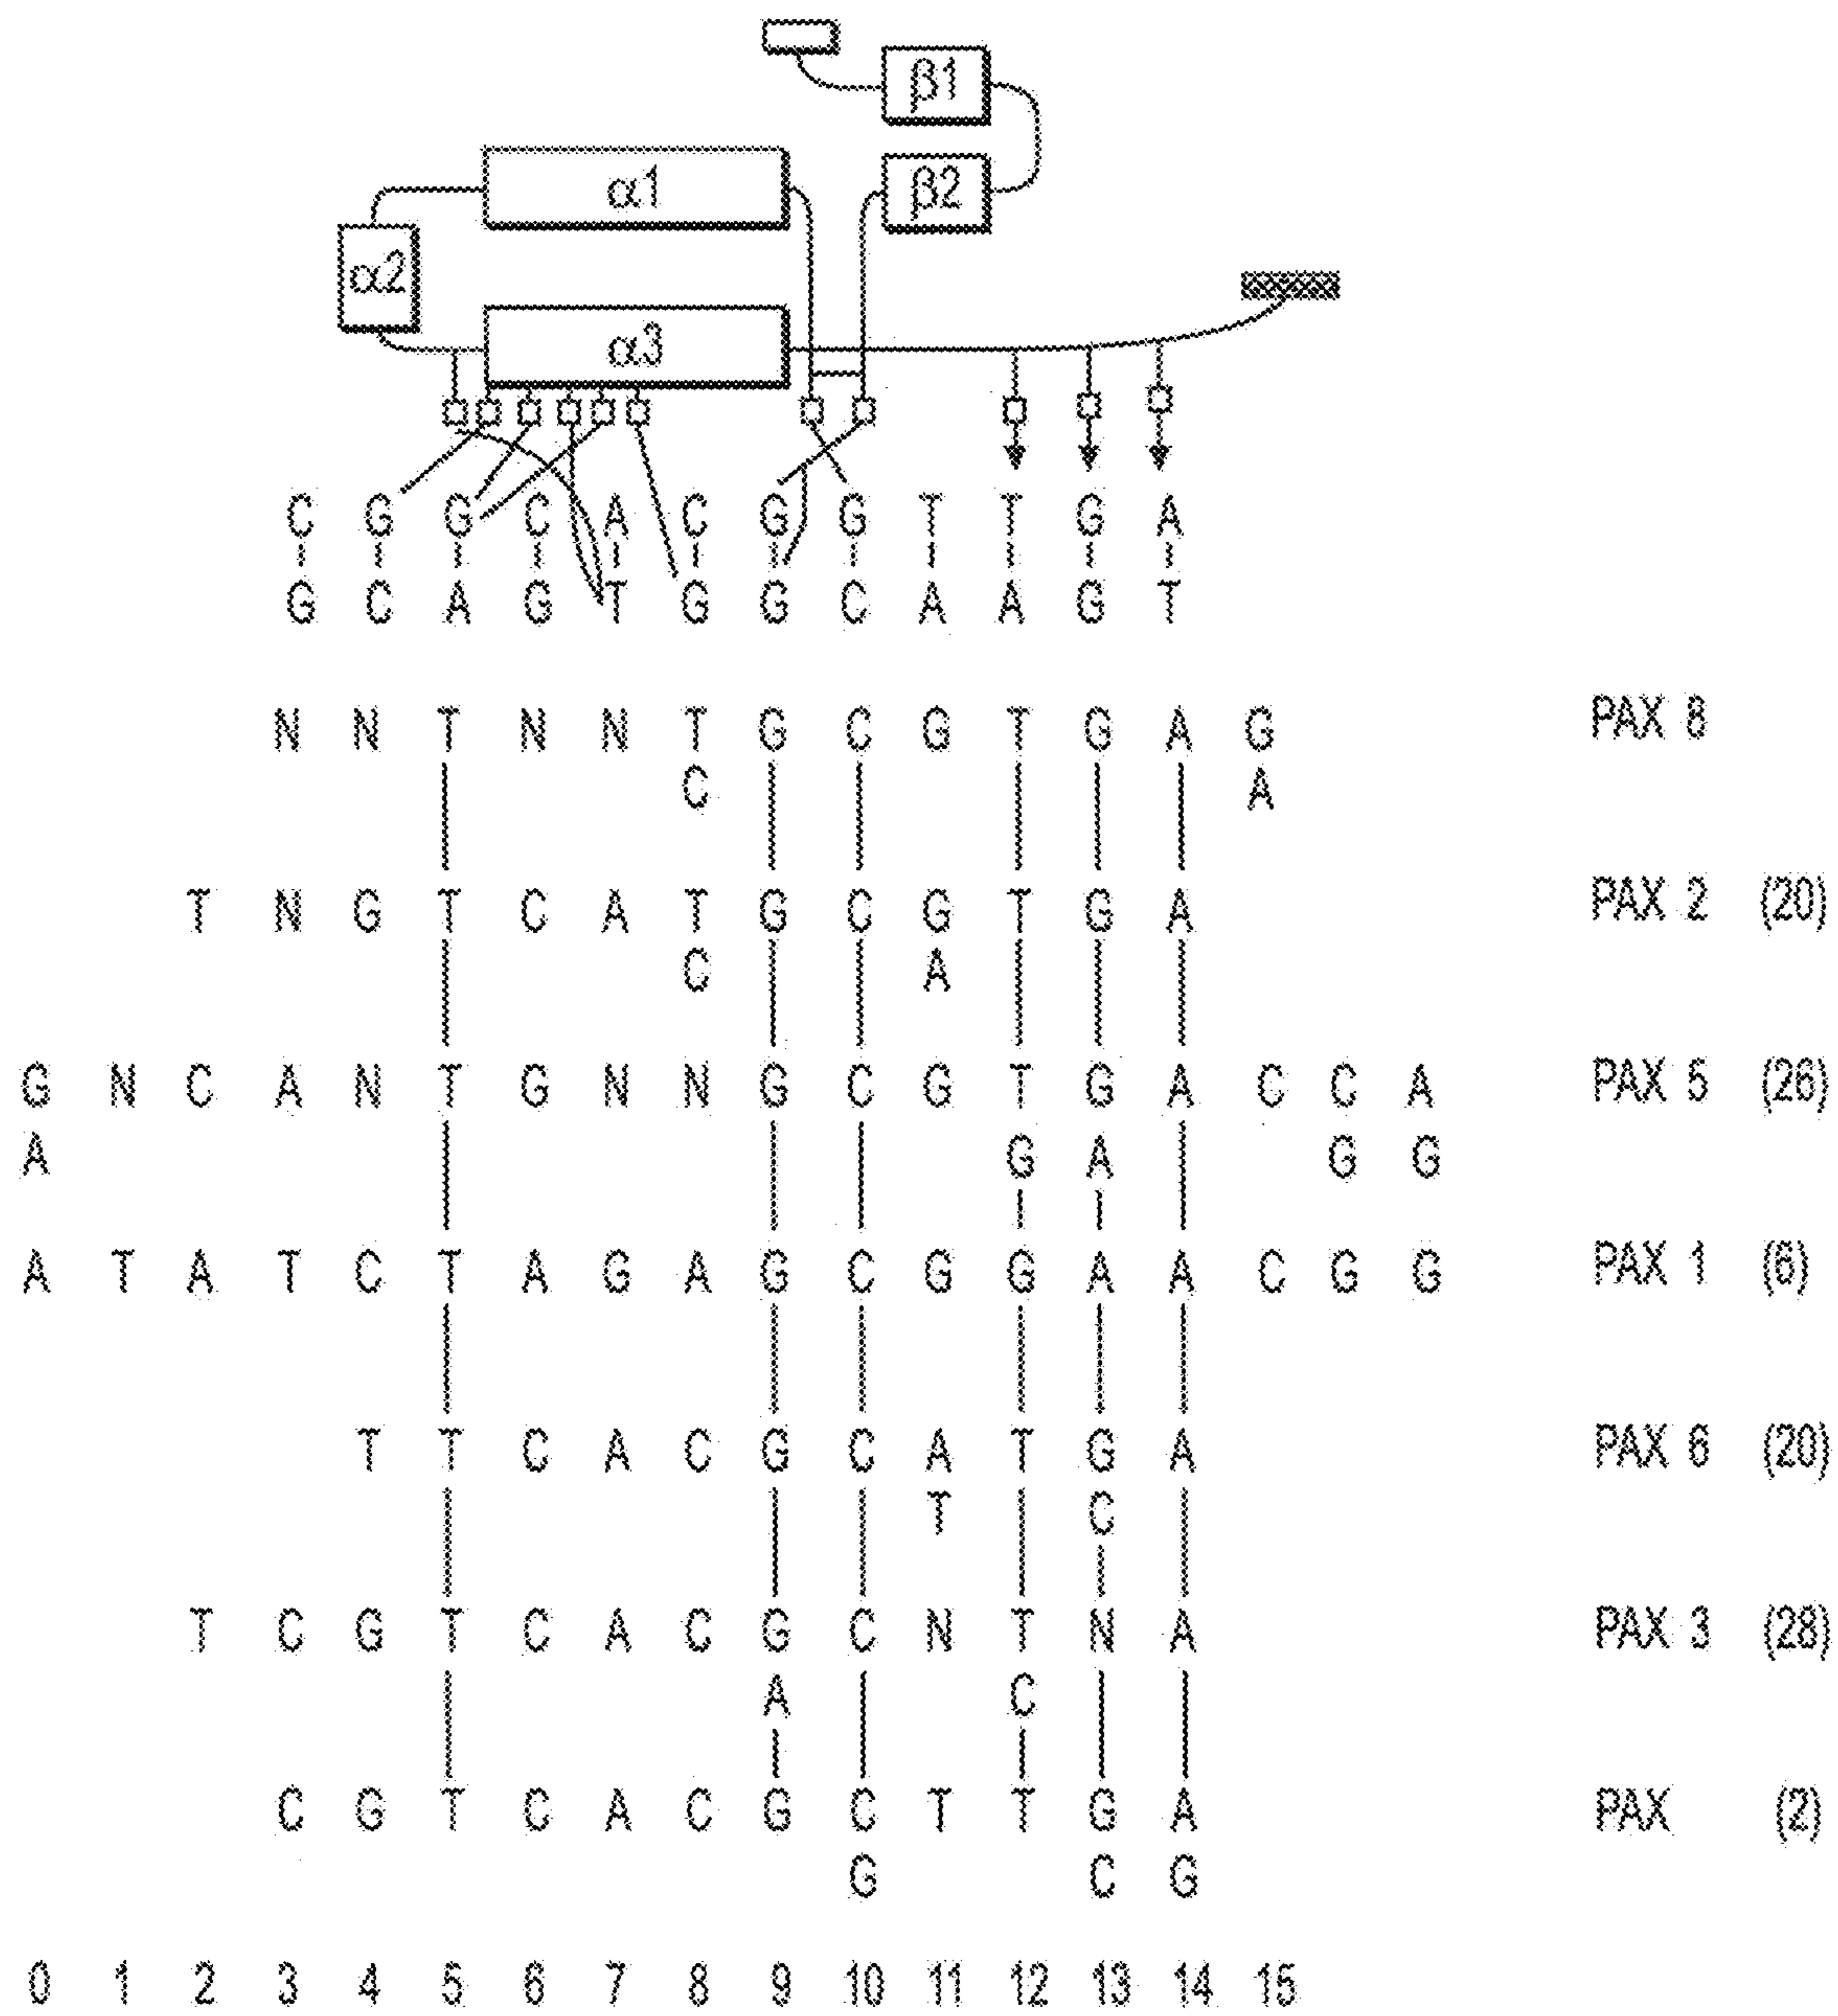 β1
α1 β2
α2
α3
C G G C A C G G T T G A
G C A G T G G C A A G T
N N T N N T G C G T G A G PAX 8
C A
T N G T C A T G C G T G A PAX 2 (20)
C A
G N C A N T G N N G C G T G A C C A PAX 5 (26)
A G A G G
A T A T C T A G A G C G G A A C G G PAX 1 (6)
T T C A C G C A T G A PAX 6 (20)
T C
T C G T C A C G C N T N A PAX 3 (28)
A C
C G T C A C G C T T G A PAX (2)
G C G
0 1 2 3 4 5 6 7 8 9 10 11 12 13 14 15